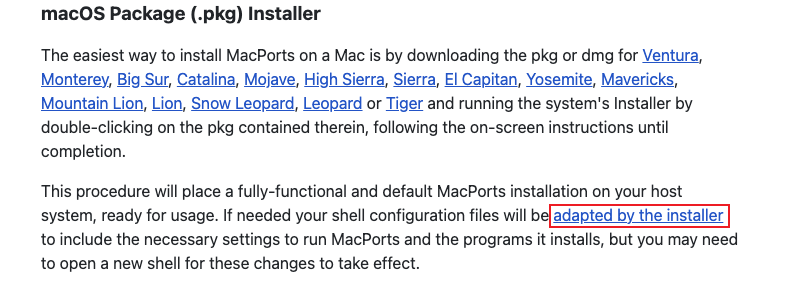 macOS Package (.pkg) Installer
The easiest way to install MacPorts on a Mac is by downloading the pkg or dmg for Ventura,
Monterey, Big Sur, Catalina, Mojave, High Sierra, Sierra, El Capitan, Yosemite, Mavericks,
Mountain Lion, Lion, Snow Leopard, Leopard or Tiger and running the system's Installer by
double-clicking on the pkg contained therein, following the on-screen instructions until
completion.
This procedure will place a fully-functional and default MacPorts installation on your host
system, ready for usage. If needed your shell configuration files will be adapted by the installer
to include the necessary settings to run MacPorts and the programs it installs, but you may need
to open a new shell for these changes to take effect.